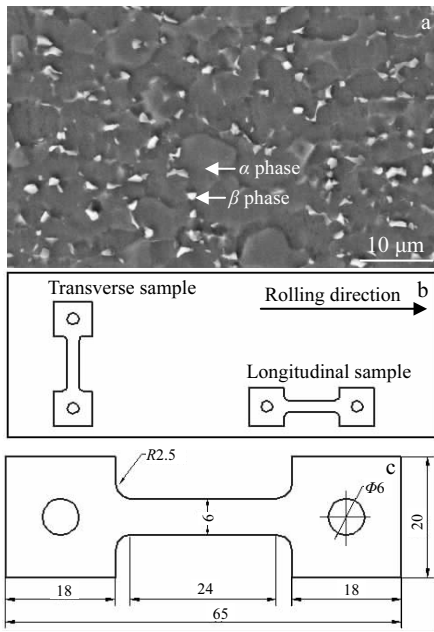 a
α phase
β phase
10 μm
b
Transverse sample
Rolling direction
Longitudinal sample
c
R2.5
Φ6
6
20
18
24
18
65